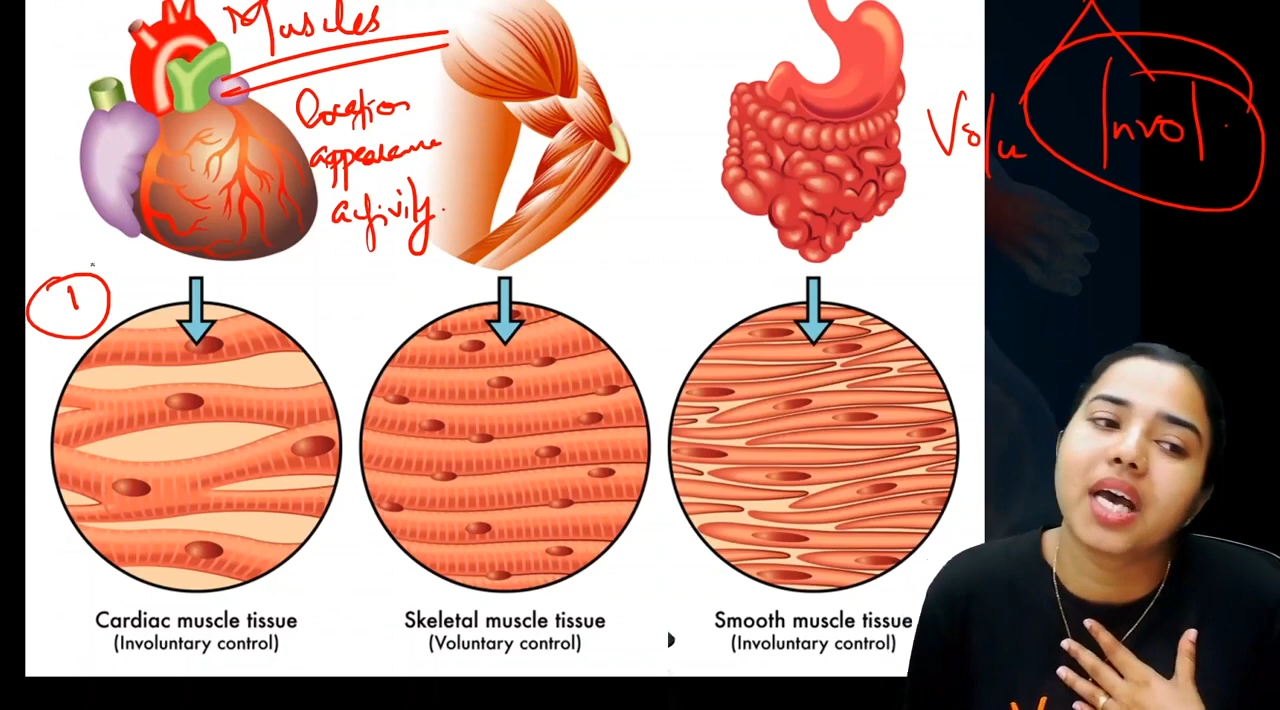 Muscles
location
appearance
activity.
Volu
Invol.
1
Cardiac muscle tissue
(Involuntary control)
Skeletal muscle tissue
(Voluntary control)
Smooth muscle tissue
(Involuntary control)